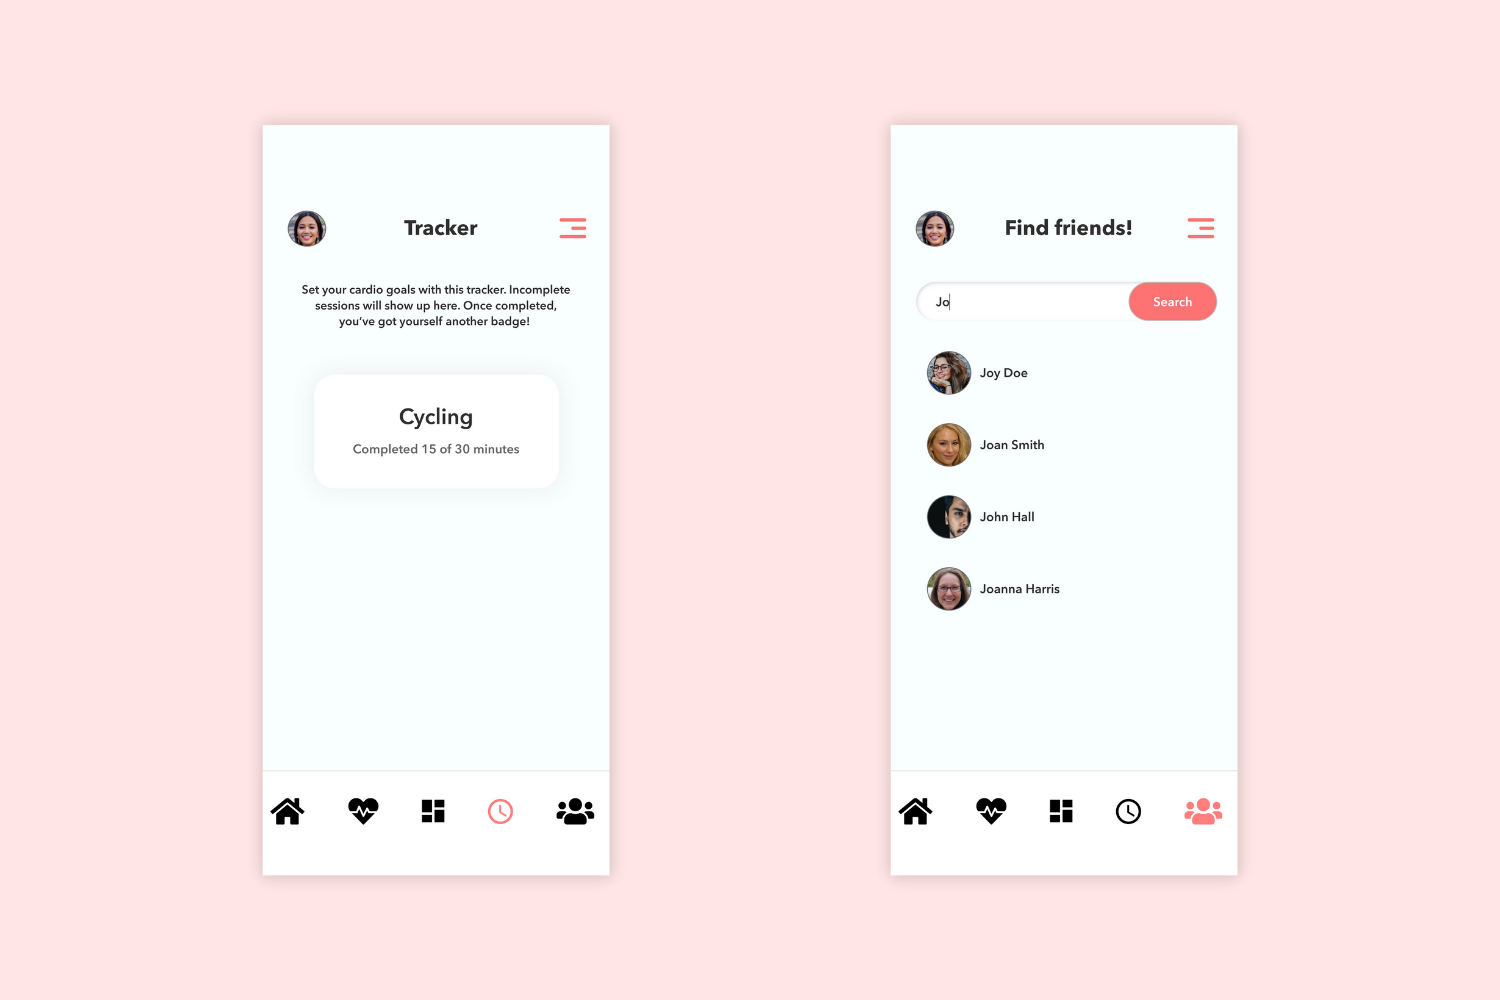 Tracker
Set your cardio goals with this tracker. Incomplete
sessions will show up here. Once completed,
you’ve got yourself another badge!
Cycling
Completed 15 of 30 minutes
Find friends!
Jo
Search
Joy Doe
Joan Smith
John Hall
Joanna Harris